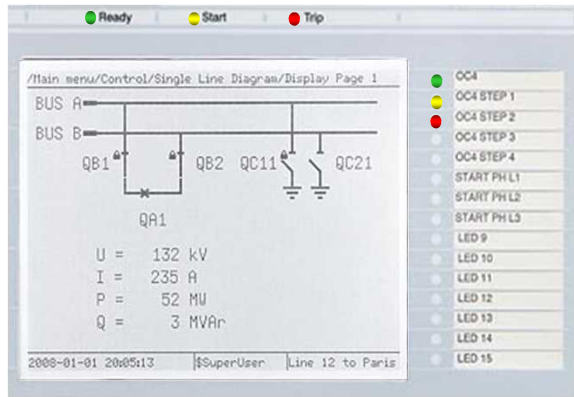 Ready Start Trip
/Main menu/Control/Single Line Diagram/Display Page 1
BUS A
BUS B
QB1 QB2 QC11 QC21
QA1
U = 132 kV
I = 235 A
P = 52 MW
Q = 3 MVAr
2008-01-01 20:05:13 $SuperUser Line 12 to Paris
OC4
OC4 STEP 1
OC4 STEP 2
OC4 STEP 3
OC4 STEP 4
START PH L1
START PH L2
START PH L3
LED 9
LED 10
LED 11
LED 12
LED 13
LED 14
LED 15